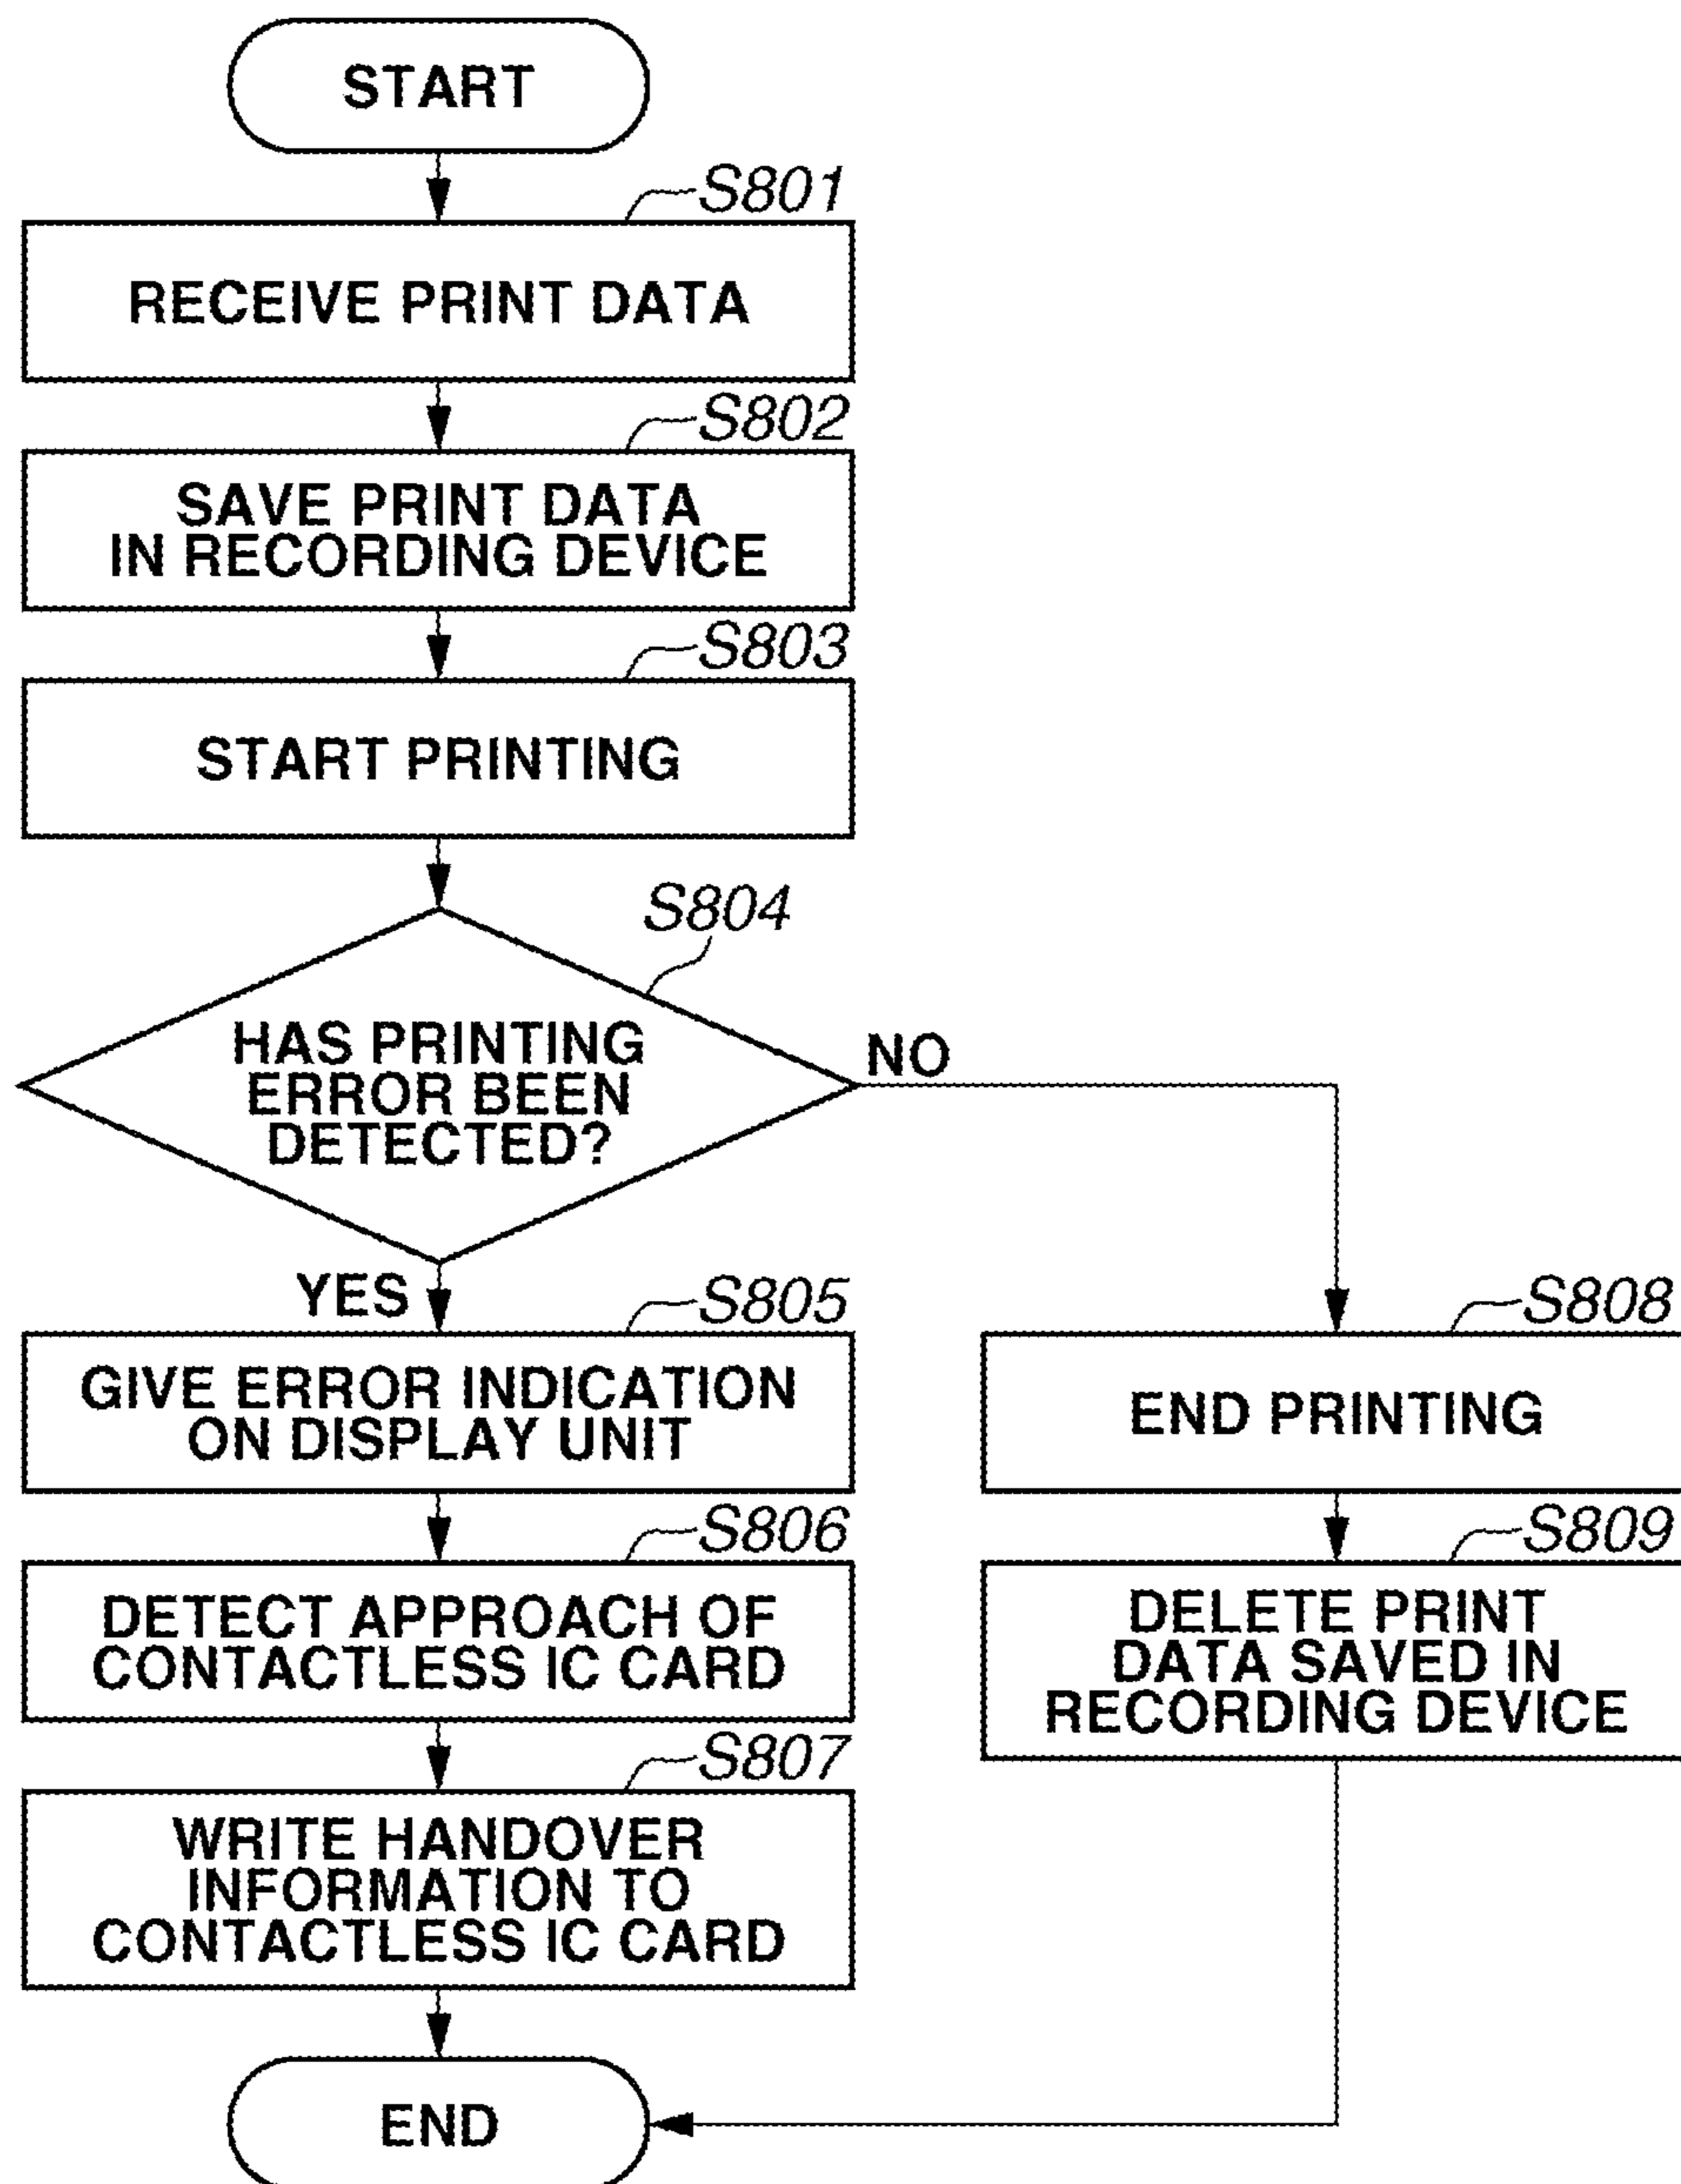 START
S801
RECEIVE PRINT DATA
S802
SAVE PRINT DATA
IN RECORDING DEVICE
S803
START PRINTING
S804
HAS PRINTING
ERROR BEEN
DETECTED?
NO
YES
S805
GIVE ERROR INDICATION
ON DISPLAY UNIT
S808
END PRINTING
S806
DETECT APPROACH OF
CONTACTLESS IC CARD
S809
DELETE PRINT
DATA SAVED IN
RECORDING DEVICE
S807
WRITE HANDOVER
INFORMATION TO
CONTACTLESS IC CARD
END